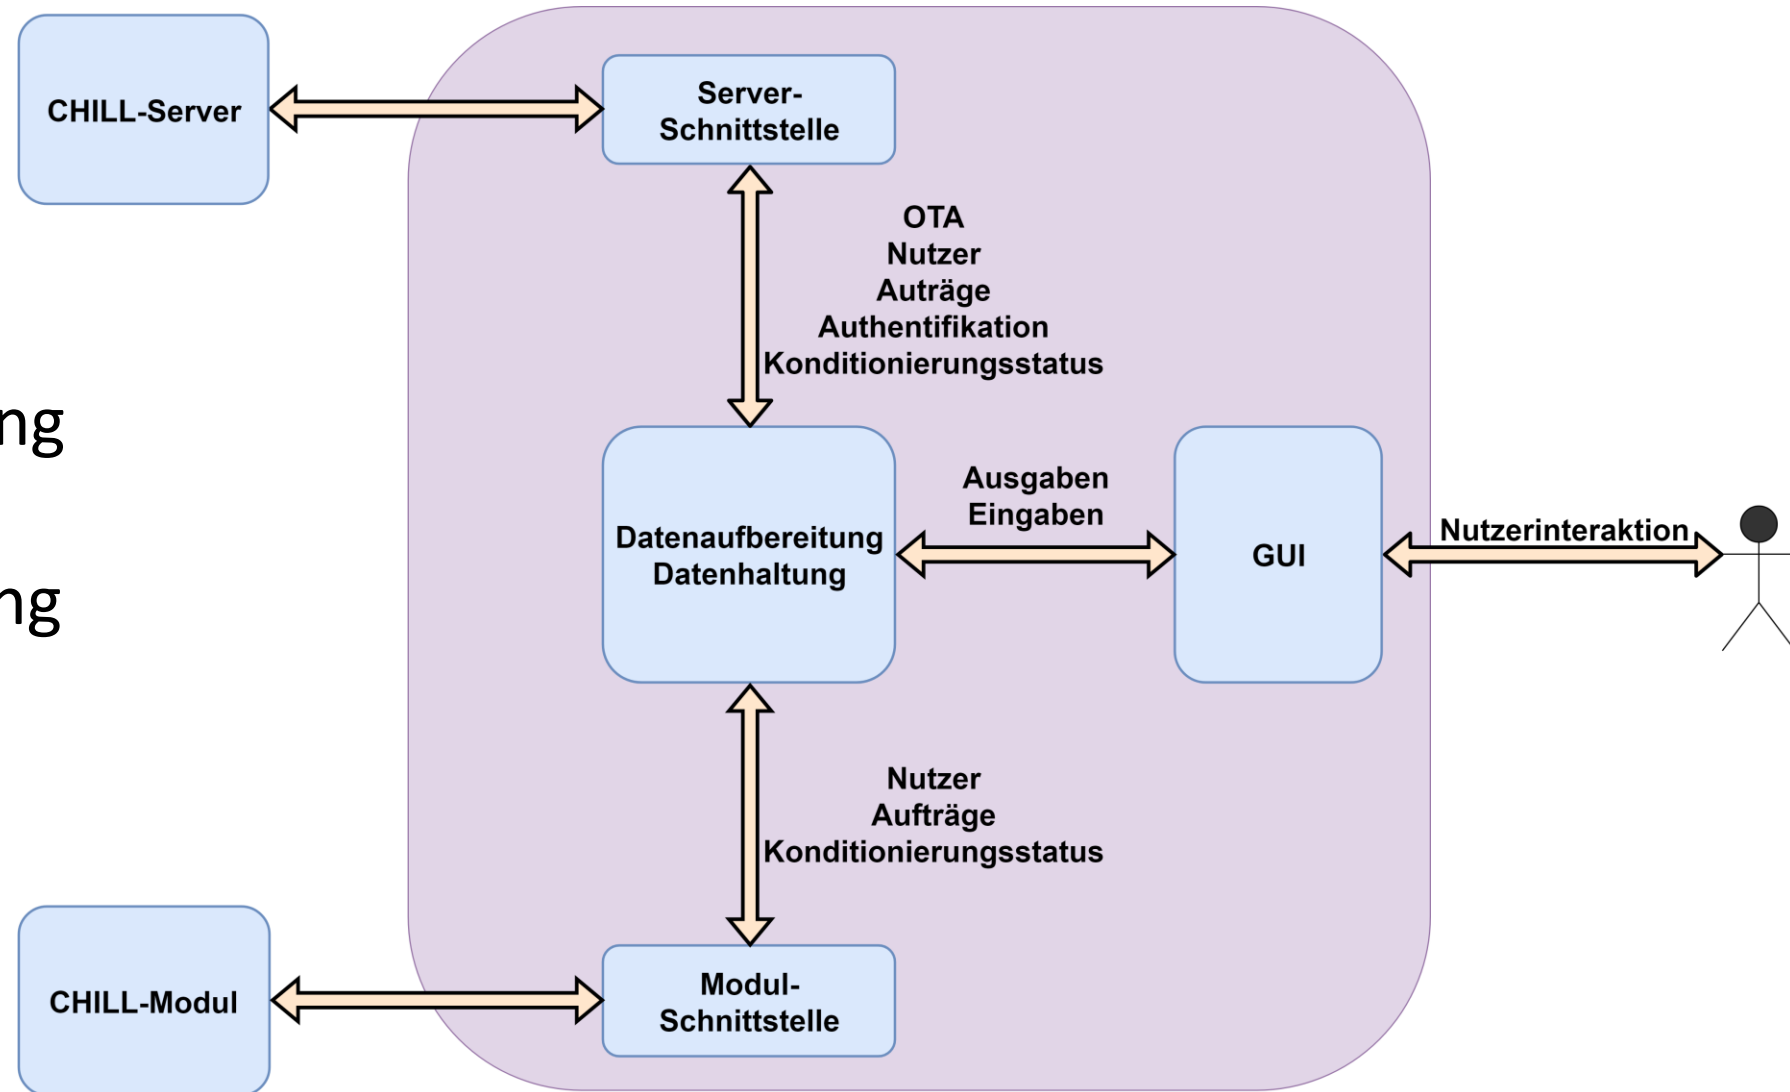 CHILL-Server
Server-
Schnittstelle
OTA
Nutzer
Auträge
Authentifikation
Konditionierungsstatus
ng
ng
Datenaufbereitung
Datenhaltung
Ausgaben
Eingaben
GUI
Nutzerinteraktion
Nutzer
Aufträge
Konditionierungsstatus
CHILL-Modul
Modul-
Schnittstelle